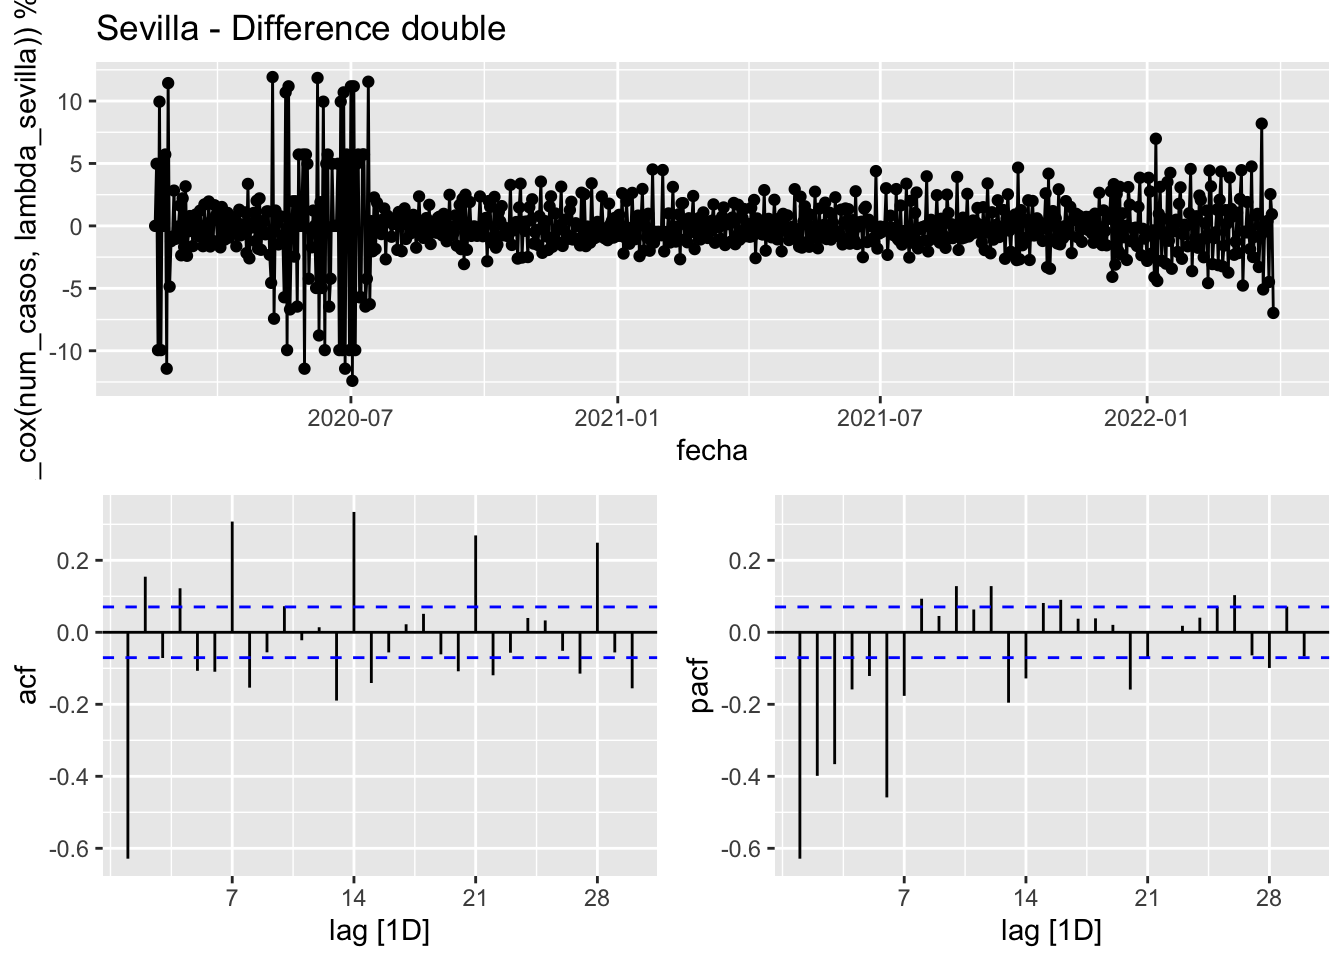 Sevilla - Difference double
_cox(num_casos, lambda_sevilla)) %
10
5
0
-5
-10
2020-07 2021-01 2021-07 2022-01
fecha
acf
0.2
0.0
-0.2
-0.4
-0.6
7 14 21 28
lag [1D]
pacf
0.2
0.0
-0.2
-0.4
-0.6
7 14 21 28
lag [1D]